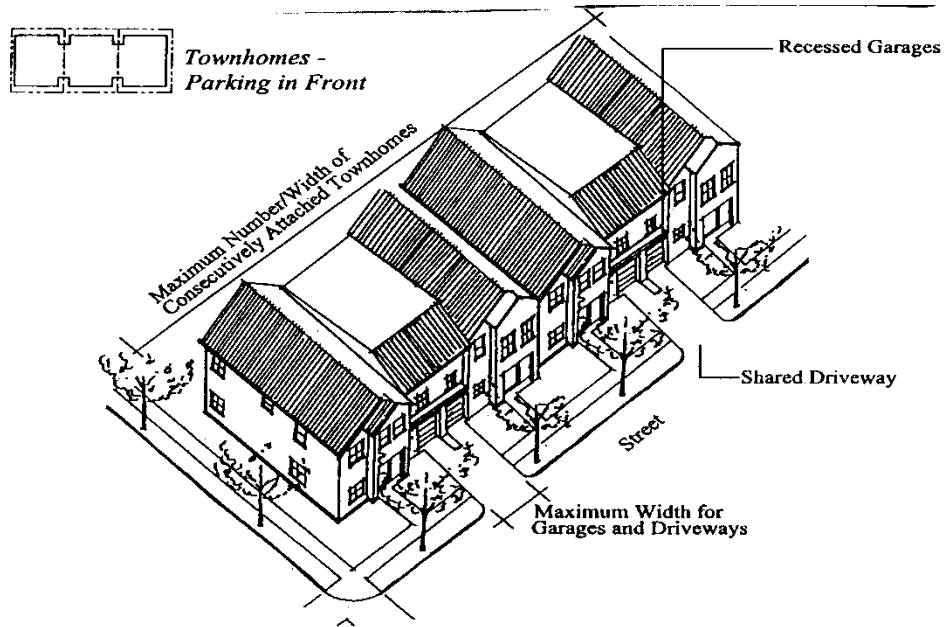 Townhomes -
Parking in Front
Recessed Garages
Maximum Number/Width of
Consecutively Attached Townhomes
Shared Driveway
Street
Maximum Width for
Garages and Driveways